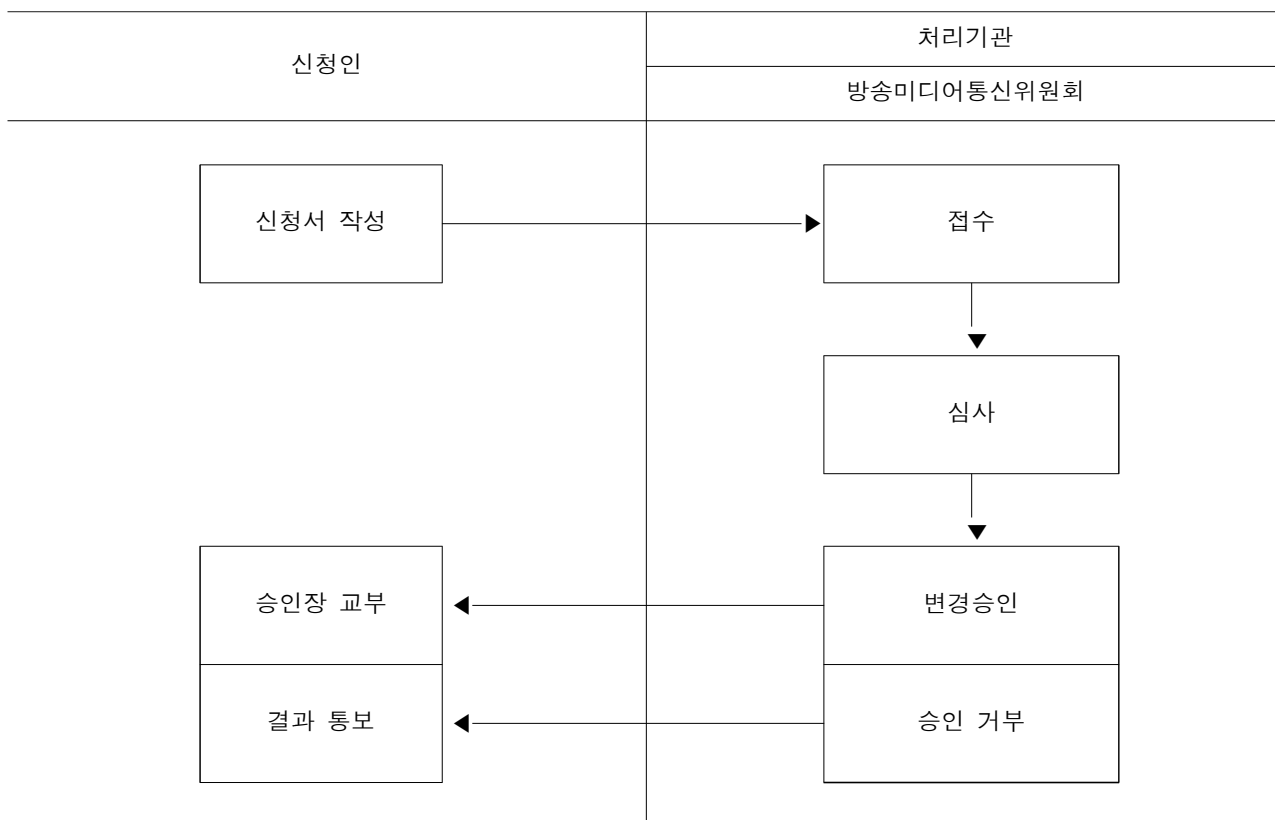 신청인
처리기관
방송미디어통신위원회
신청서 작성
접수
심사
승인장 교부
변경승인
결과 통보
승인 거부